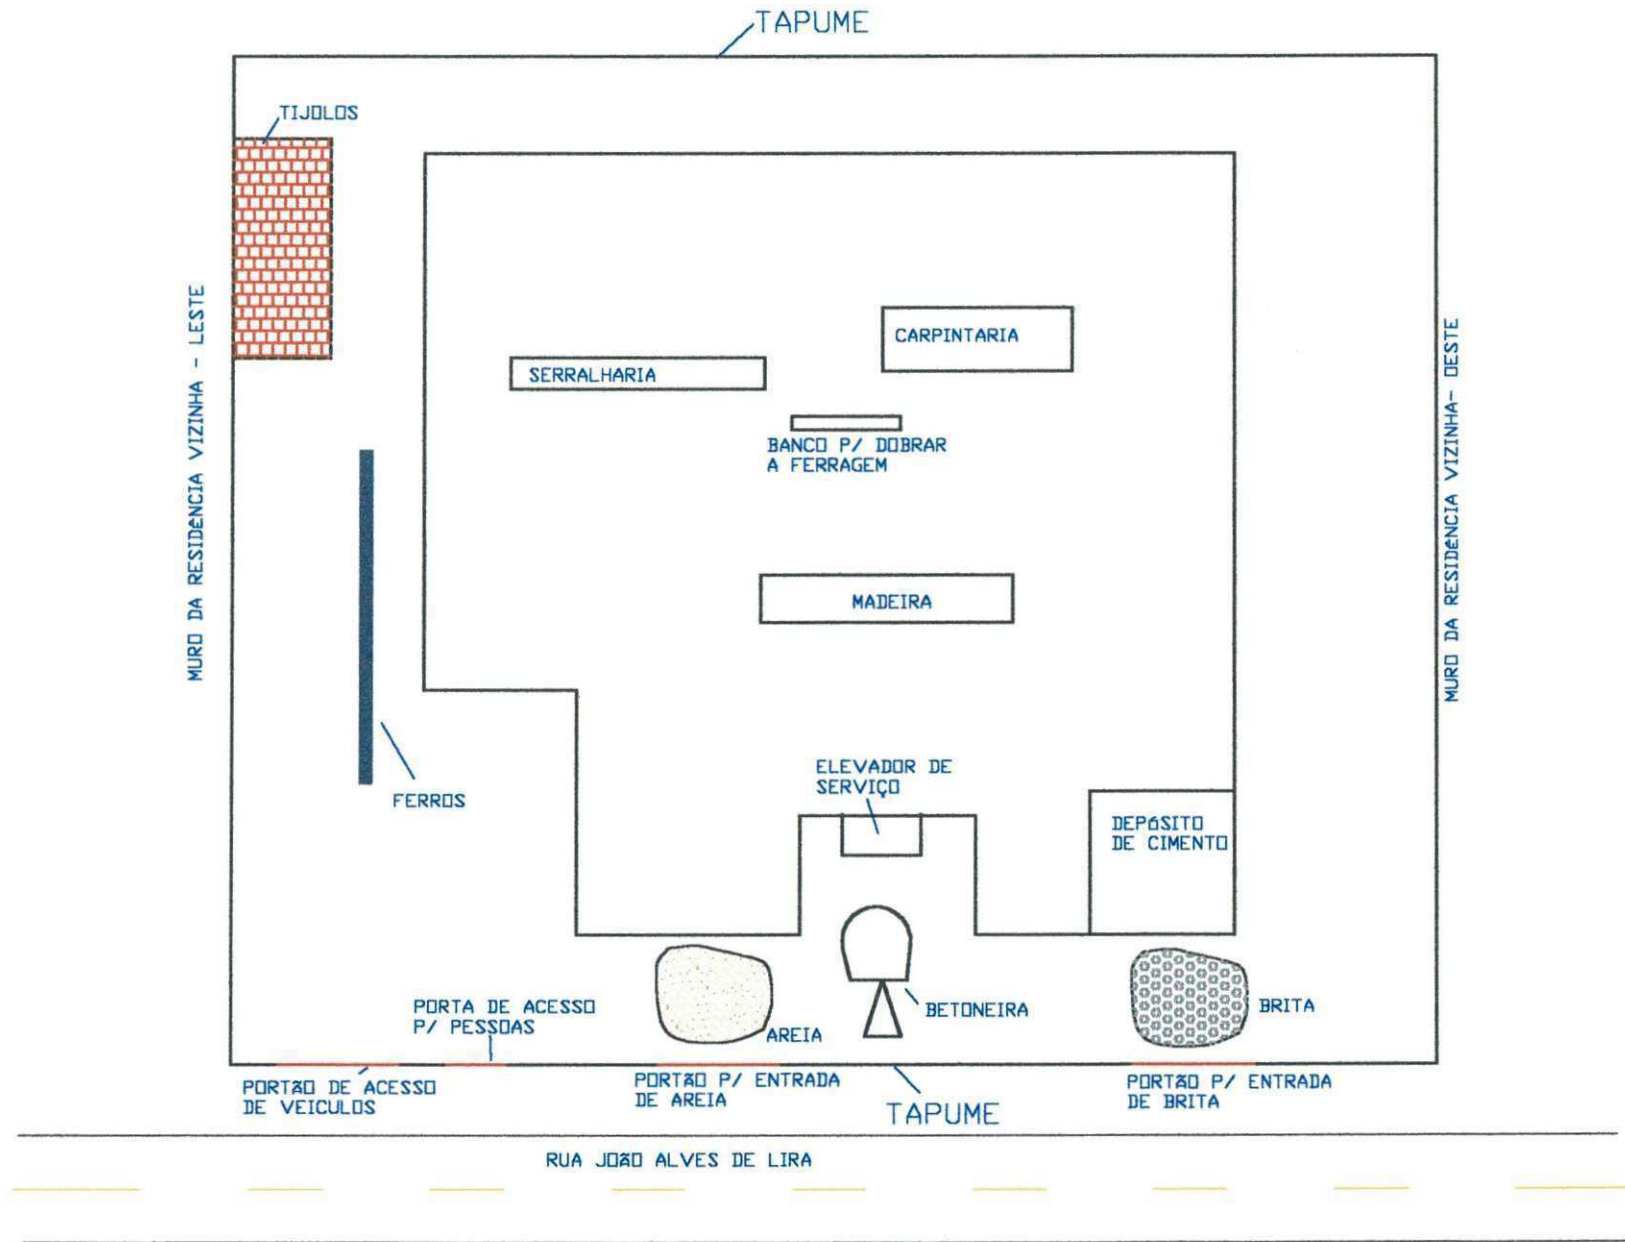 TAPUME
TIJOLOS
MURO DA RESIDÊNCIA VIZINHA - LESTE
CARPINTARIA
SERRALHARIA
BANCO P/ DOBRAR
A FERRAGEM
MURO DA RESIDÊNCIA VIZINHA- OESTE
MADEIRA
FERROS
ELEVADOR DE
SERVIÇO
DEPÓSITO
DE CIMENTO
PORTA DE ACESSO
P/ PESSOAS
AREIA
BETONEIRA
BRITA
PORTÃO DE ACESSO
DE VEICULOS
PORTÃO P/ ENTRADA
DE AREIA
TAPUME
PORTÃO P/ ENTRADA
DE BRITA
RUA JOÃO ALVES DE LIRA